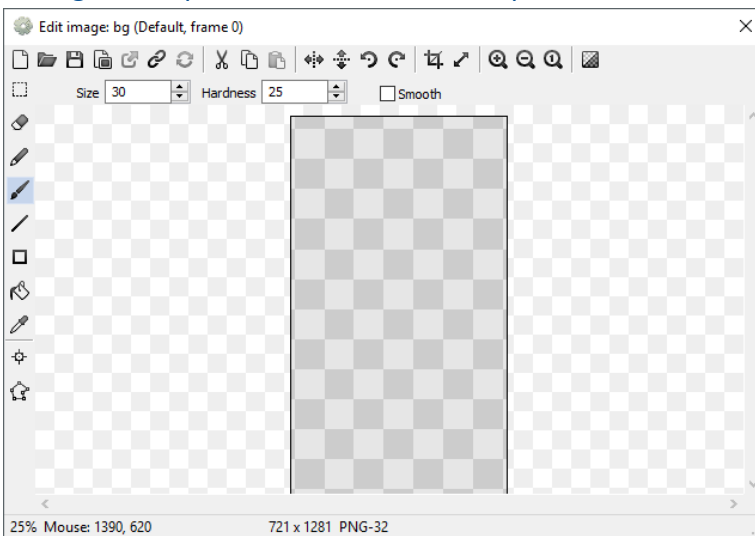 Edit image: bg (Default, frame 0)
Size 30 Hardness 25 Smooth
25% Mouse: 1390, 620 721 x 1281 PNG-32